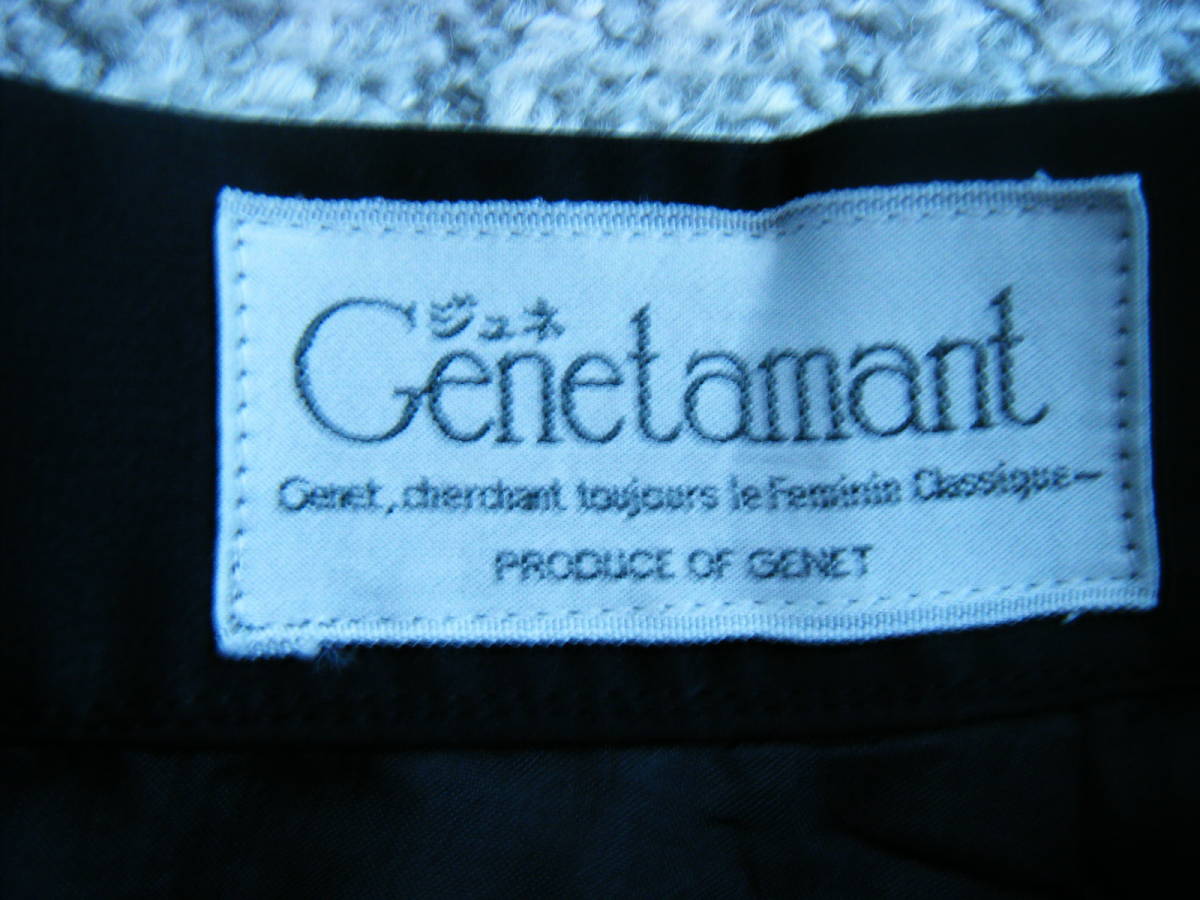 ジュネ
Genetamant
Genet, cherchant toujours le Feminin Classique—
PRODUCE OF GENET